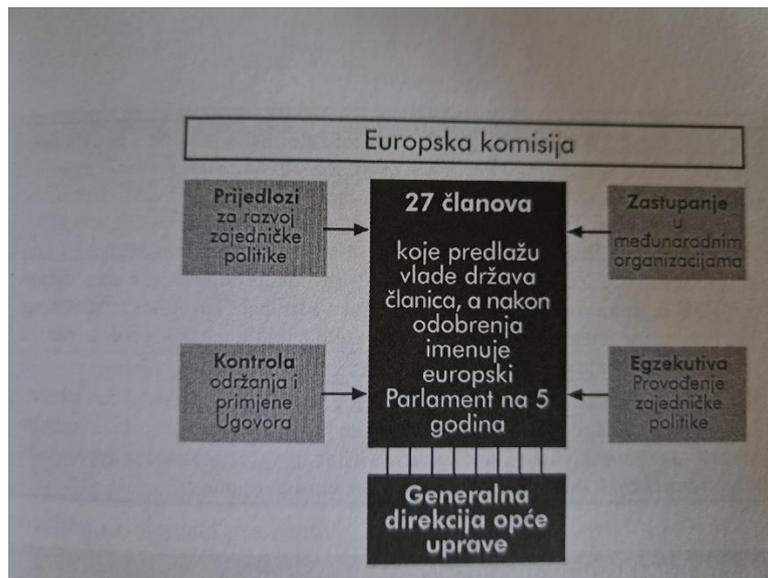 Europska komisija
Prijedlozi
za razvoj
zajedničke
politike
27 članova
koje predlažu
vlade država
članica, a nakon
odobrenja
imenuje
europski
Parlament na 5
godina
Zastupanje
u
međunarodnim
organizacijama
Kontrola
održanja i
primjene
Ugovora
Egzekutiva
Provođenje
zajedničke
politike
Generalna
direkcija opće
uprave